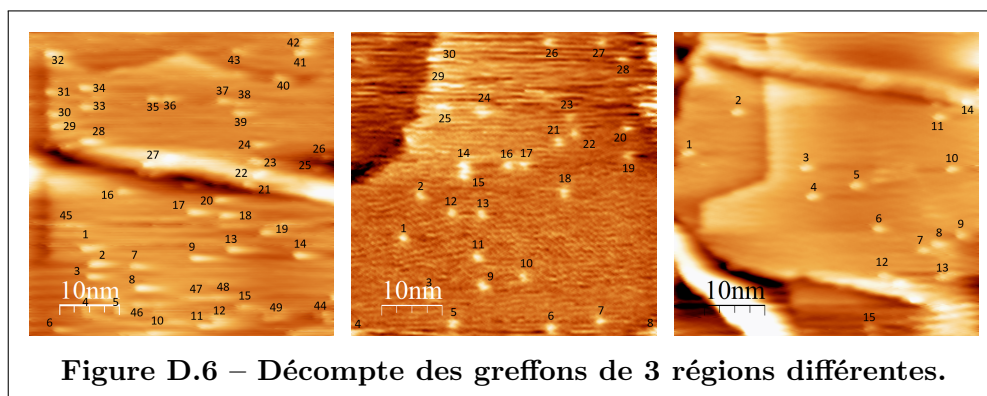 42
32 43 41
31 34 37 38 40
30 33 35 36
29 28 39
27 24 26
22 23 25
16 21
17 20
45 18
1 19
2 7 9 13 14
3 8
47 48
10nm 15
4 5 46 12 49 44
6 10 11
30 26 27
29 28
24 23
25 21 20
22
14 16 17 19
2 15 18
12 13
1
11
10
3 9
10nm
4 5 6 7 8
2 14
11
1 3 10
4 5
6 9
7 8
12 13
10nm
15
Figure D.6 – Décompte des greffons de 3 régions différentes.